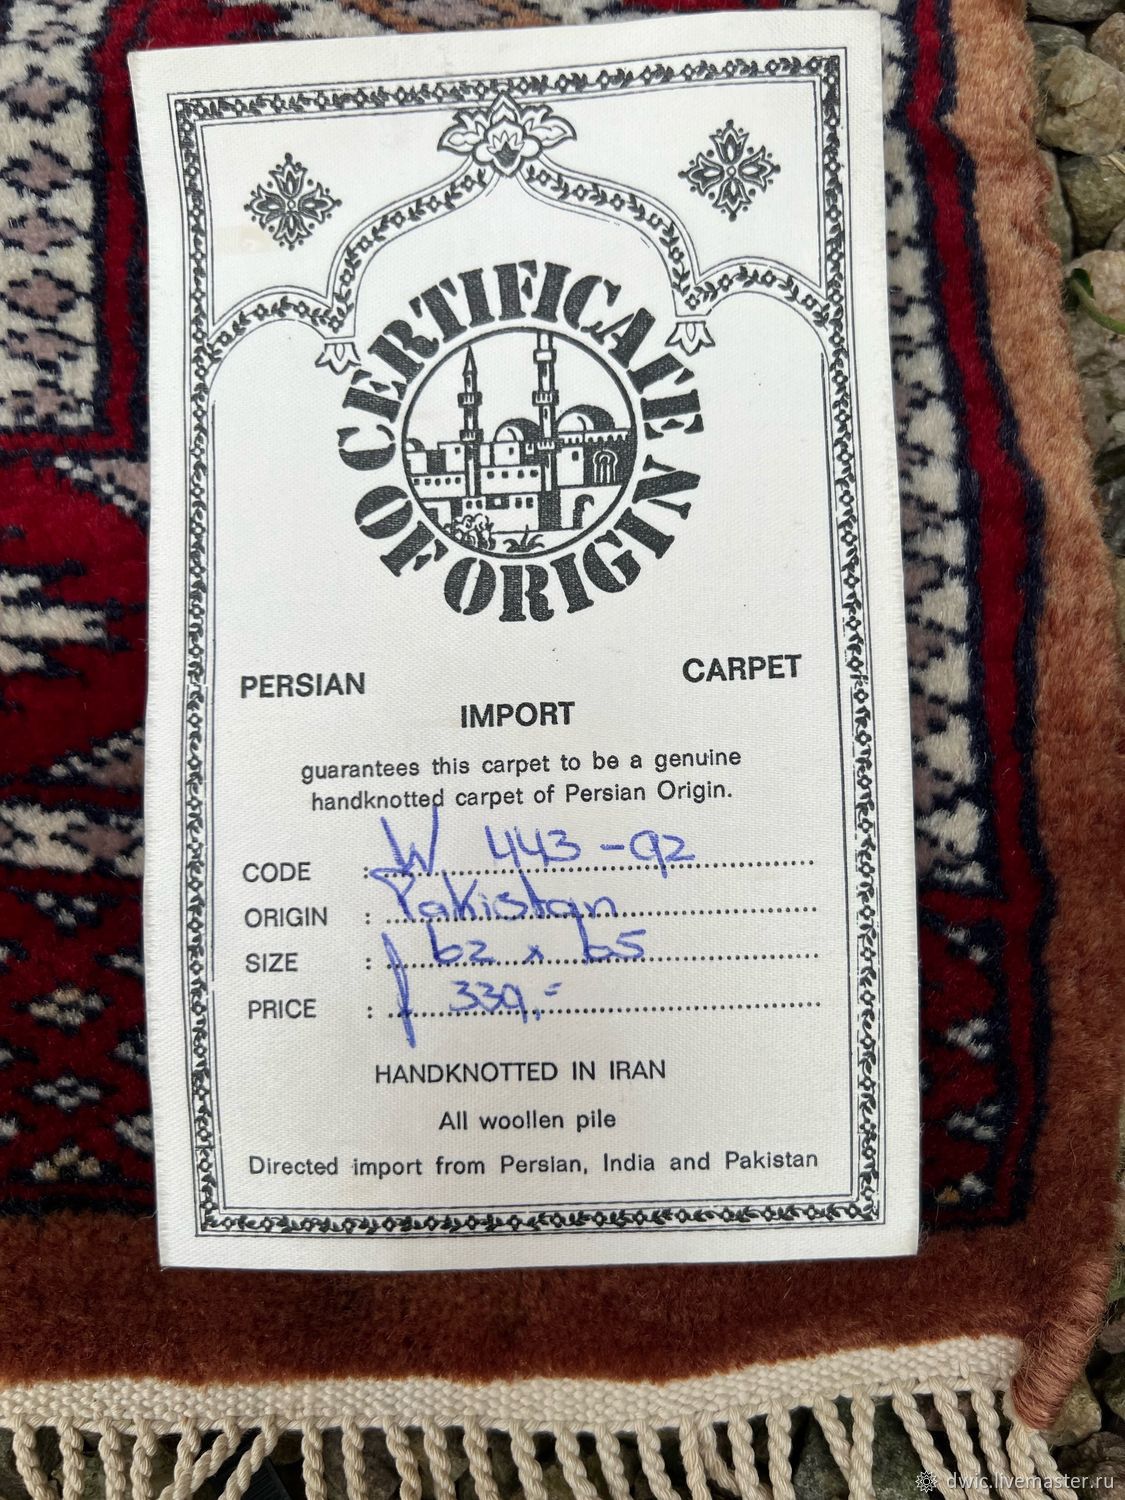 CERTIFICATE OF ORIGIN
PERSIAN CARPET
IMPORT
guarantees this carpet to be a genuine
handknotted carpet of Persian Origin.
CODE : W 443-92
ORIGIN : Pakistan
SIZE : 62 x 65
PRICE : f 339,=
HANDKNOTTED IN IRAN
All woollen pile
Directed import from Persian, India and Pakistan
dwic.livemaster.ru